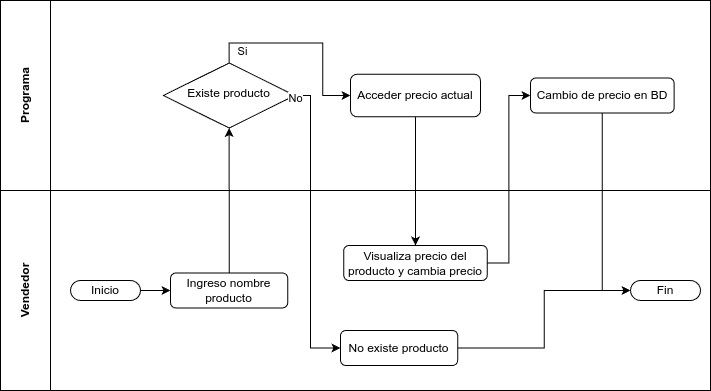 Programa
Si
Existe producto
No
Acceder precio actual
Cambio de precio en BD
Vendedor
Inicio
Ingreso nombre
producto
Visualiza precio del
producto y cambia precio
Fin
No existe producto